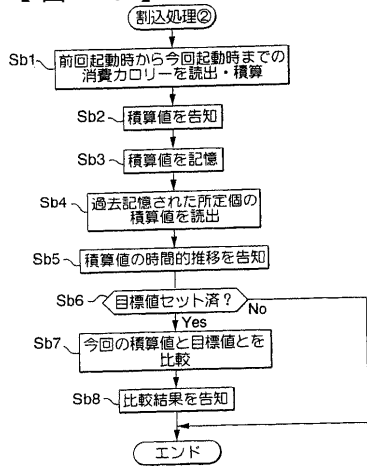 割込処理②
Sb1
前回起動時から今回起動時までの
消費カロリーを読出・積算
Sb2
積算値を告知
Sb3
積算値を記憶
Sb4
過去記憶された所定個の
積算値を読出
Sb5
積算値の時間的推移を告知
Sb6
目標値セット済?
No
Yes
Sb7
今回の積算値と目標値とを
比較
Sb8
比較結果を告知
エンド